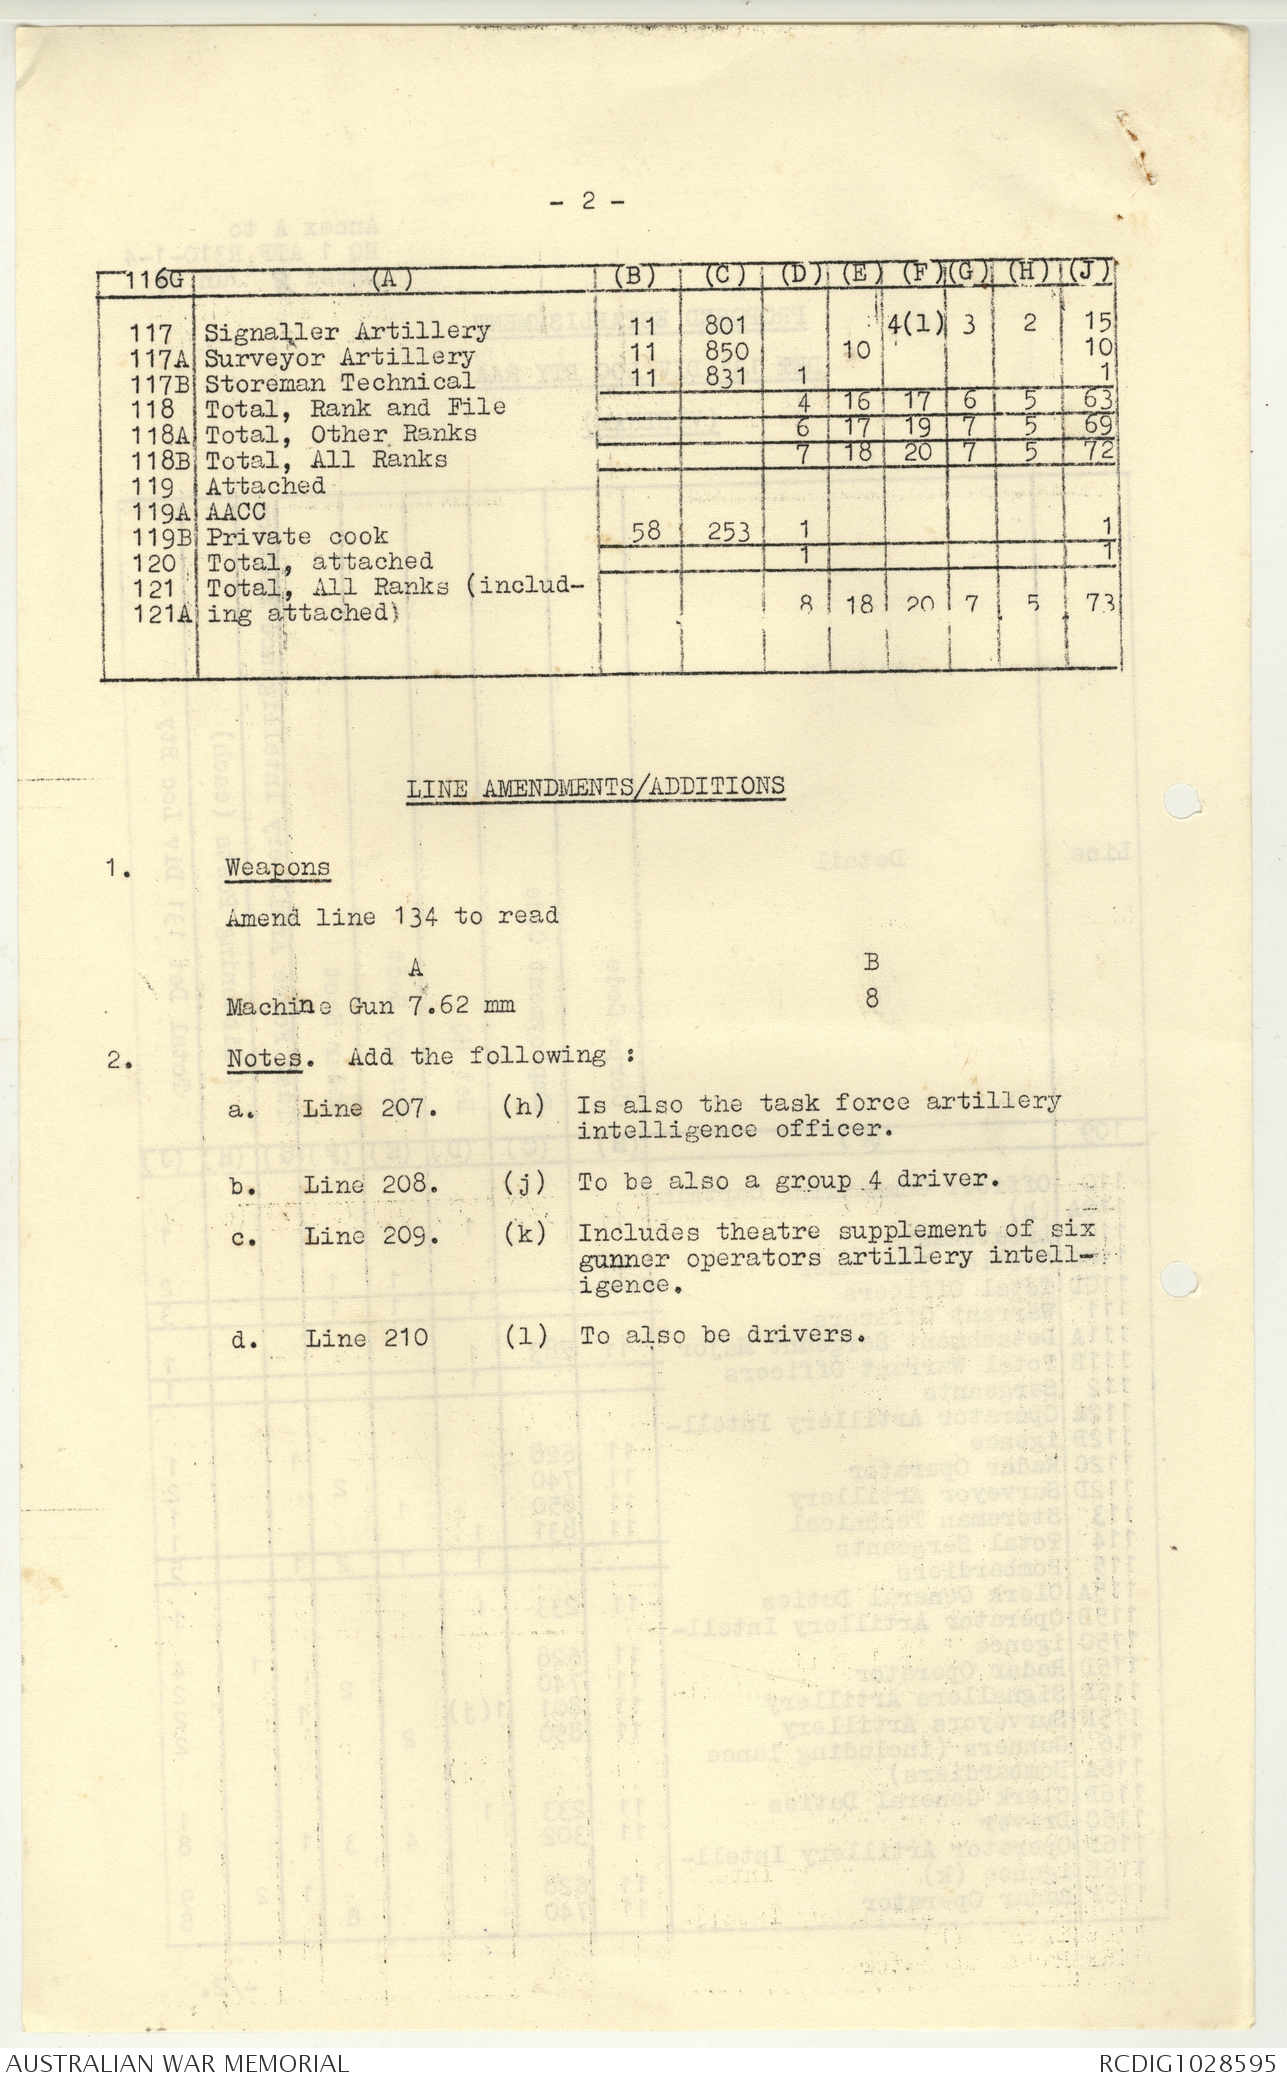 - 2 -
116G (A) (B) (C) (D) (E) (F) (G) (H) (J)
117 Signaller Artillery 11 801 4(l) 3 2 15
117A Surveyor Artillery 11 850 10 10
117B Storeman Technical 11 831 1 1
118 Total, Rank and File 4 16 17 6 5 63
118A Total, Other Ranks 6 17 19 7 5 69
118B Total, All Ranks 7 18 20 7 5 72
119 Attached
119A AACC
119B Private cook 58 253 1 1
120 Total, attached 1 1
121 Total, All Ranks (includ-
121A ing attached) 8 18 20 7 5 73
LINE AMENDMENTS/ADDITIONS
1. Weapons
Amend line 134 to read
A B
Machine Gun 7.62 mm 8
2. Notes. Add the following :
a. Line 207. (h) Is also the task force artillery
intelligence officer.
b. Line 208. (j) To be also a group 4 driver.
c. Line 209. (k) Includes theatre supplement of six
gunner operators artillery intell-
igence.
d. Line 210 (l) To also be drivers.
AUSTRALIAN WAR MEMORIAL RCDIG1028595